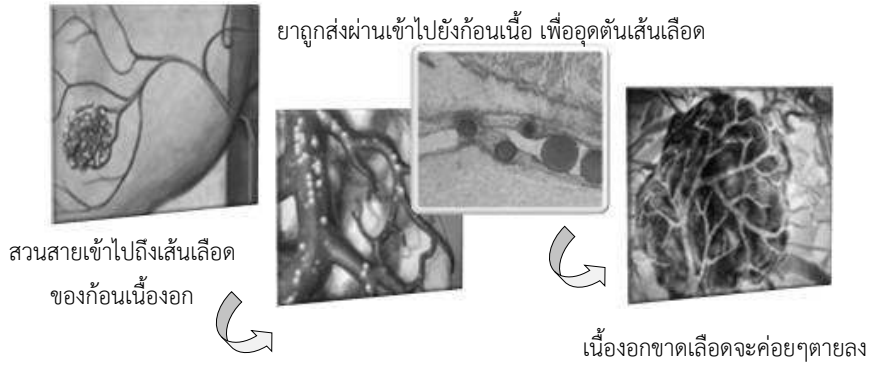 ยาถูกส่งผ่านเข้าไปยังก้อนเนื้อ เพื่ออุดตันเส้นเลือด
สวนสายเข้าไปถึงเส้นเลือด
ของก้อนเนื้องอก
เนื้องอกขาดเลือดจะค่อยๆตายลง